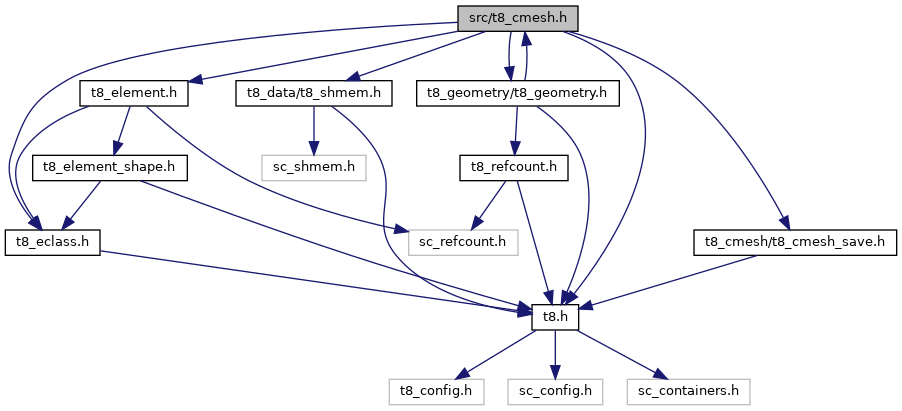 src/t8_cmesh.h
t8_element.h
t8_data/t8_shmem.h
t8_geometry/t8_geometry.h
t8_element_shape.h
sc_shmem.h
t8_refcount.h
t8_eclass.h
sc_refcount.h
t8_cmesh/t8_cmesh_save.h
t8.h
t8_config.h
sc_config.h
sc_containers.h